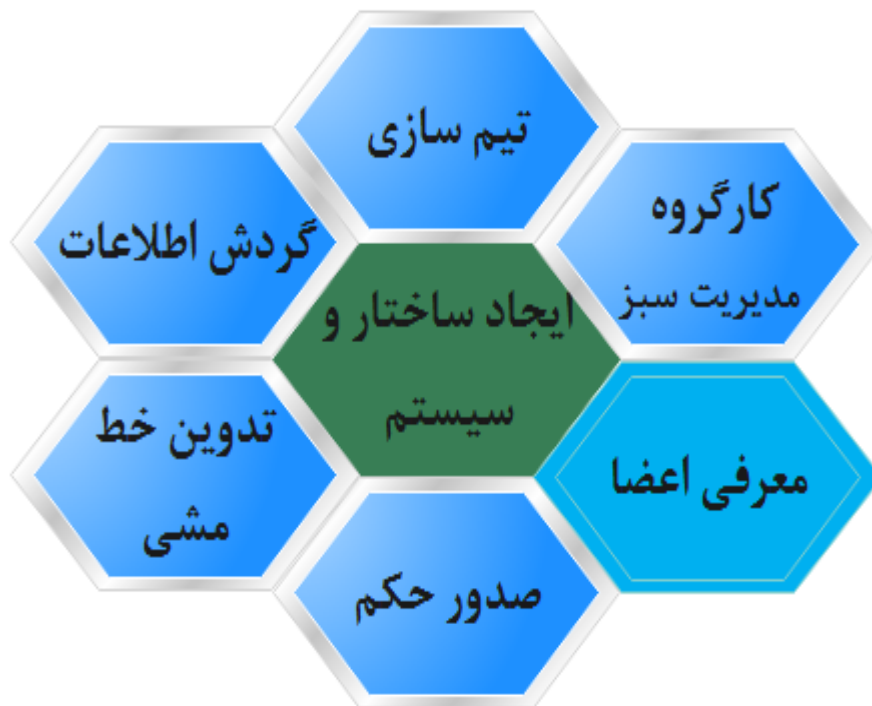 تیم سازی
کارگروه
مدیریت سبز
گردش اطلاعات
ایجاد ساختار و
سیستم
معرفی اعضا
تدوین خط
مشی
صدور حکم